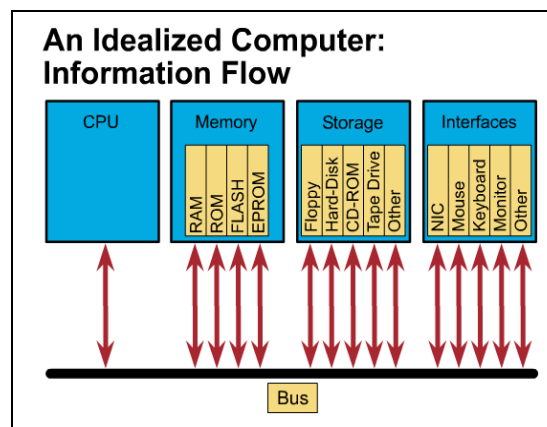 An Idealized Computer:
Information Flow
CPU
Memory
Storage
Interfaces
RAM
ROM
FLASH
EPROM
Floppy
Hard-Disk
CD-ROM
Tape Drive
Other
NIC
Mouse
Keyboard
Monitor
Other
Bus